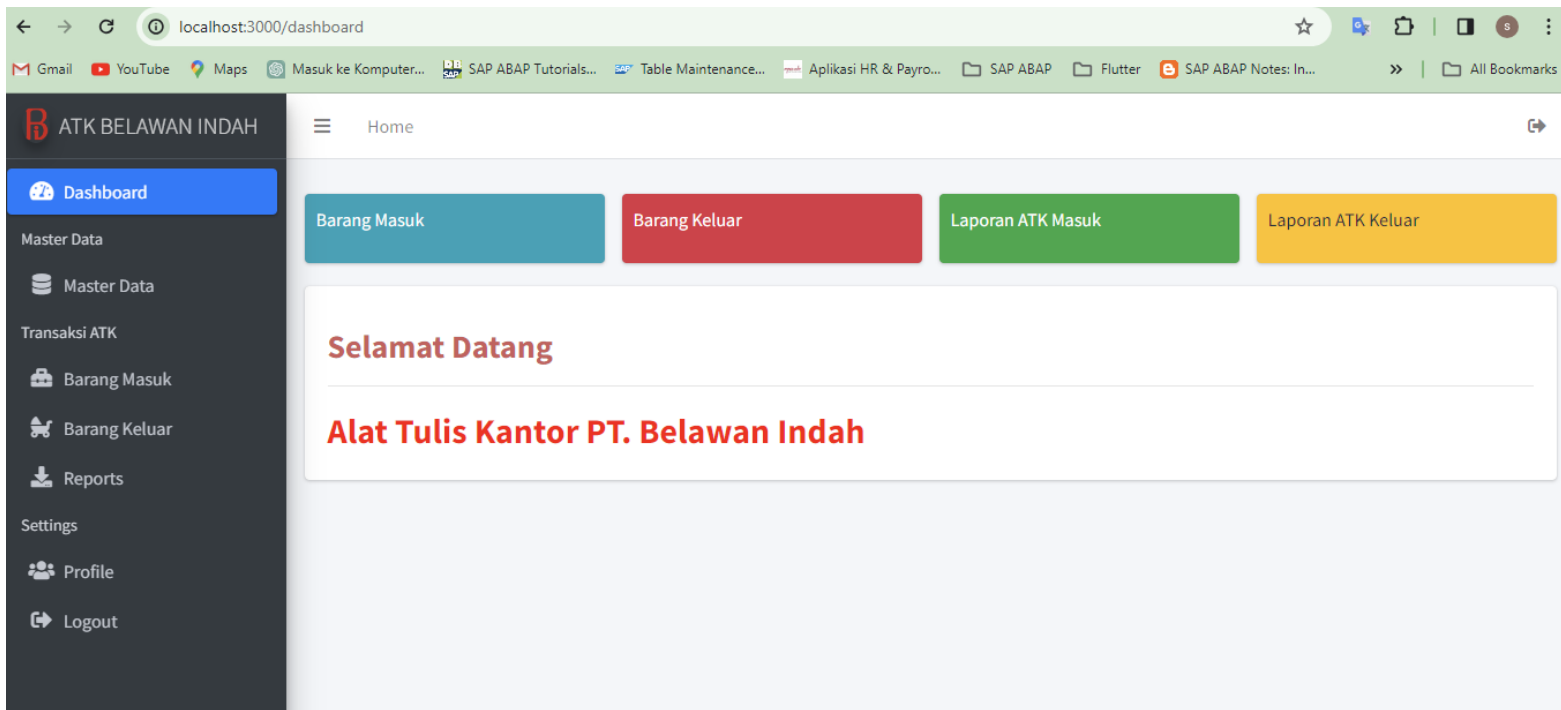 localhost:3000/dashboard
S
Gmail YouTube Maps Masuk ke Komputer... SAP ABAP Tutorials... Table Maintenance... Aplikasi HR & Payro... SAP ABAP Flutter SAP ABAP Notes: In... » All Bookmarks
ATK BELAWAN INDAH
Home
Dashboard
Master Data
Master Data
Transaksi ATK
Barang Masuk
Barang Keluar
Reports
Settings
Profile
Logout
Barang Masuk
Barang Keluar
Laporan ATK Masuk
Laporan ATK Keluar
Selamat Datang
Alat Tulis Kantor PT. Belawan Indah